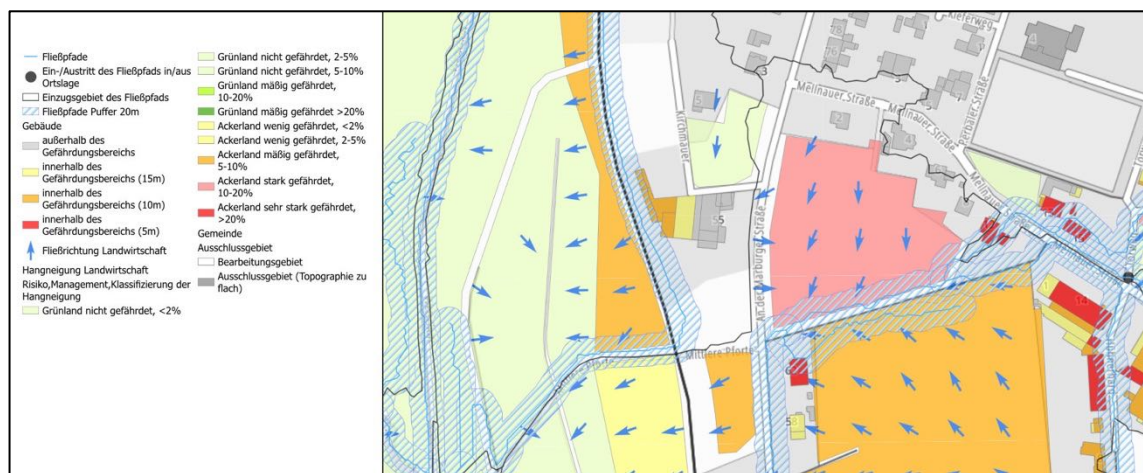 Fließpfade
Ein-/Austritt des Fließpfads in/aus
Ortslage
Einzugsgebiet des Fließpfads
Fließpfade Puffer 20m
Gebäude
außerhalb des
Gefährdungsbereichs
innerhalb des
Gefährdungsbereichs (15m)
innerhalb des
Gefährdungsbereichs (10m)
innerhalb des
Gefährdungsbereichs (5m)
Fließrichtung Landwirtschaft
Hangneigung Landwirtschaft
Risiko,Management,Klassifizierung der
Hangneigung
Grünland nicht gefährdet, <2%
Grünland nicht gefährdet, 2-5%
Grünland nicht gefährdet, 5-10%
Grünland mäßig gefährdet,
10-20%
Grünland mäßig gefährdet >20%
Ackerland wenig gefährdet, <2%
Ackerland wenig gefährdet, 2-5%
Ackerland mäßig gefährdet,
5-10%
Ackerland stark gefährdet,
10-20%
Ackerland sehr stark gefährdet,
>20%
Gemeinde
Ausschlussgebiet
Bearbeitungsgebiet
Ausschlussgebiet (Topographie zu
flach)
Kieferweg
Mellnauer Straße
Mellnauer Straße
Kirchmauer
An der Marburger Straße
Mittlere Pforte